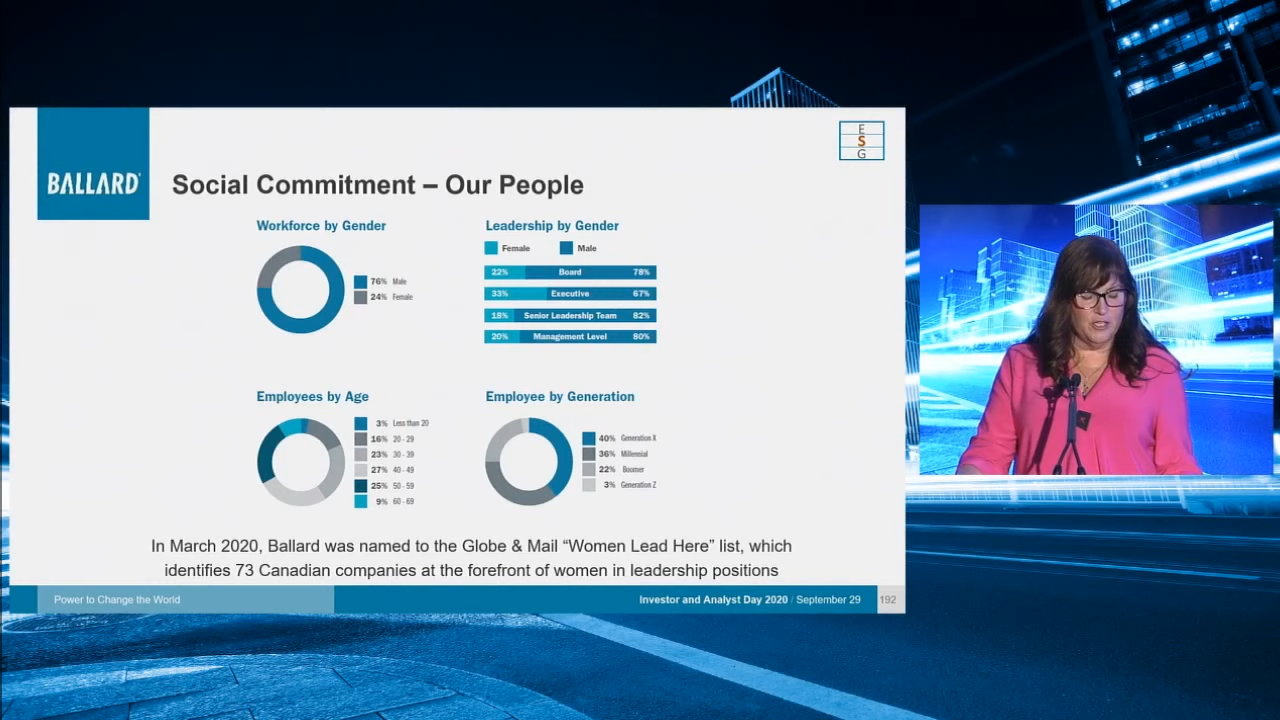 BALLARD
E
S
G
Social Commitment – Our People
Workforce by Gender
76% Male
24% Female
Leadership by Gender
Female Male
22% Board 78%
33% Executive 67%
18% Senior Leadership Team 82%
20% Management Level 80%
Employees by Age
3% Less than 20
16% 20 - 29
23% 30 - 39
27% 40 - 49
25% 50 - 59
9% 60 - 69
Employee by Generation
40% Generation X
36% Millennial
22% Boomer
3% Generation Z
In March 2020, Ballard was named to the Globe & Mail “Women Lead Here” list, which
identifies 73 Canadian companies at the forefront of women in leadership positions
Power to Change the World
Investor and Analyst Day 2020 / September 29
192